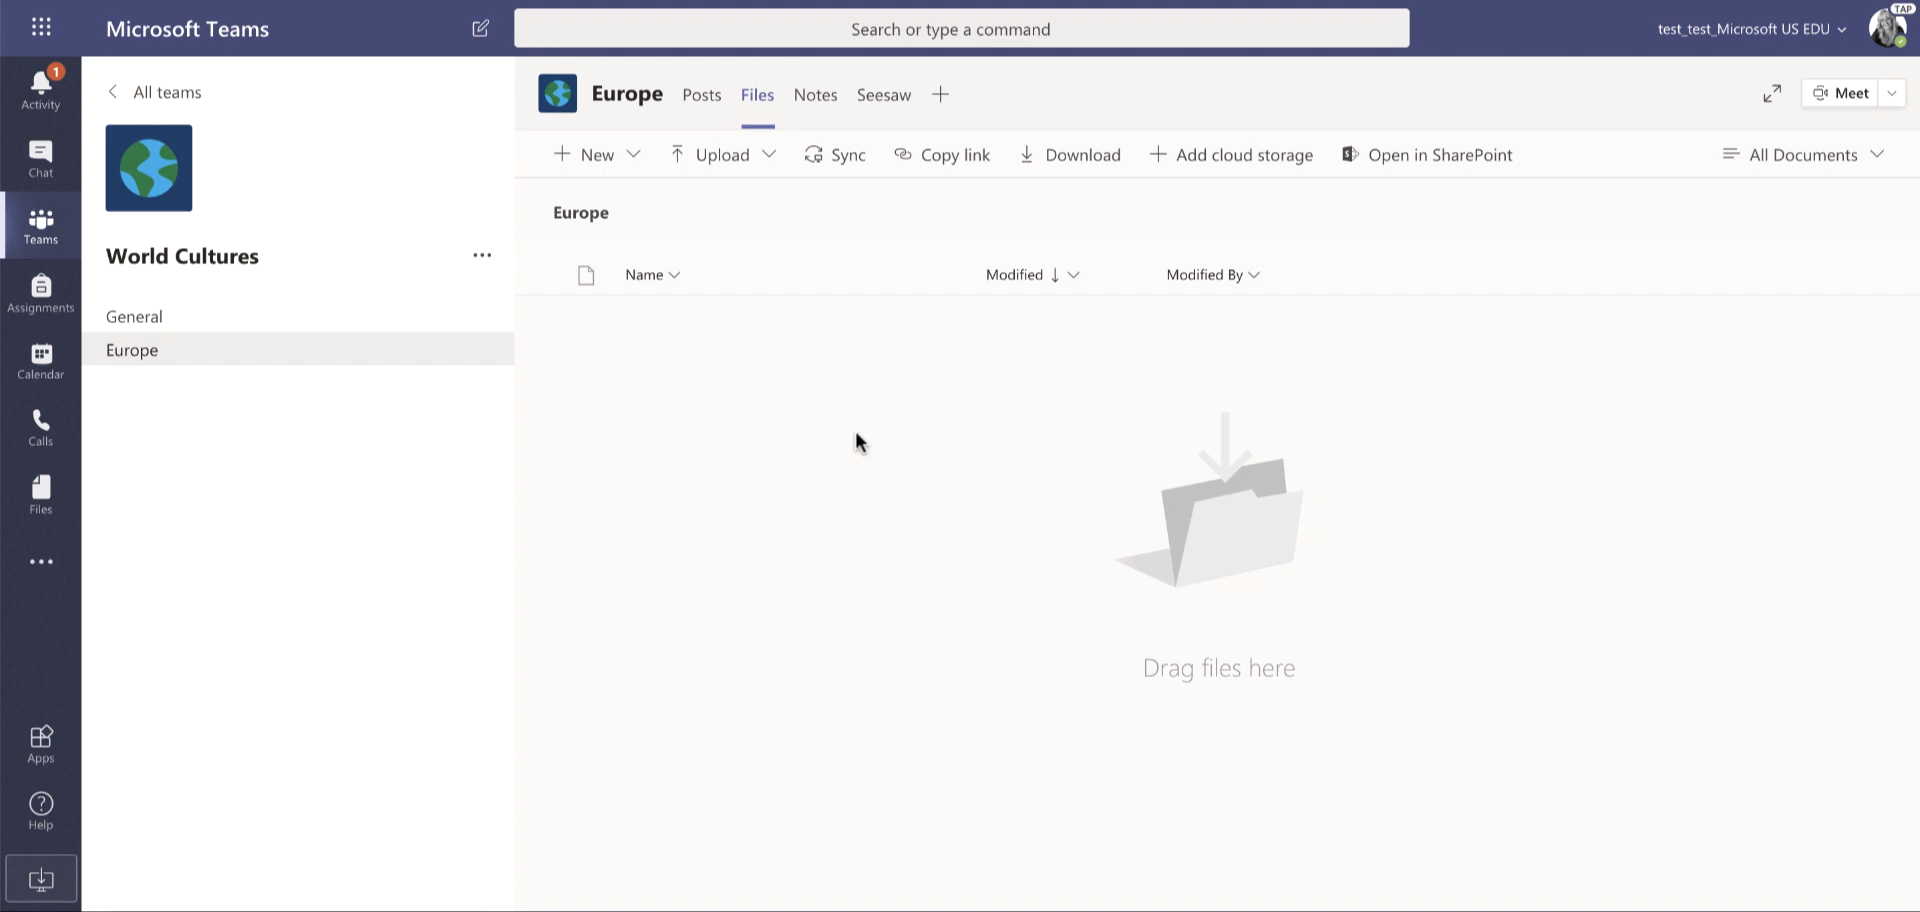 Microsoft Teams
Search or type a command
test_test_Microsoft US EDU
TAP
1
Activity
Chat
Teams
Assignments
Calendar
Calls
Files
Apps
Help
All teams
World Cultures
General
Europe
Europe Posts Files Notes Seesaw
Meet
New Upload Sync Copy link Download Add cloud storage Open in SharePoint All Documents
Europe
Name Modified Modified By
Drag files here